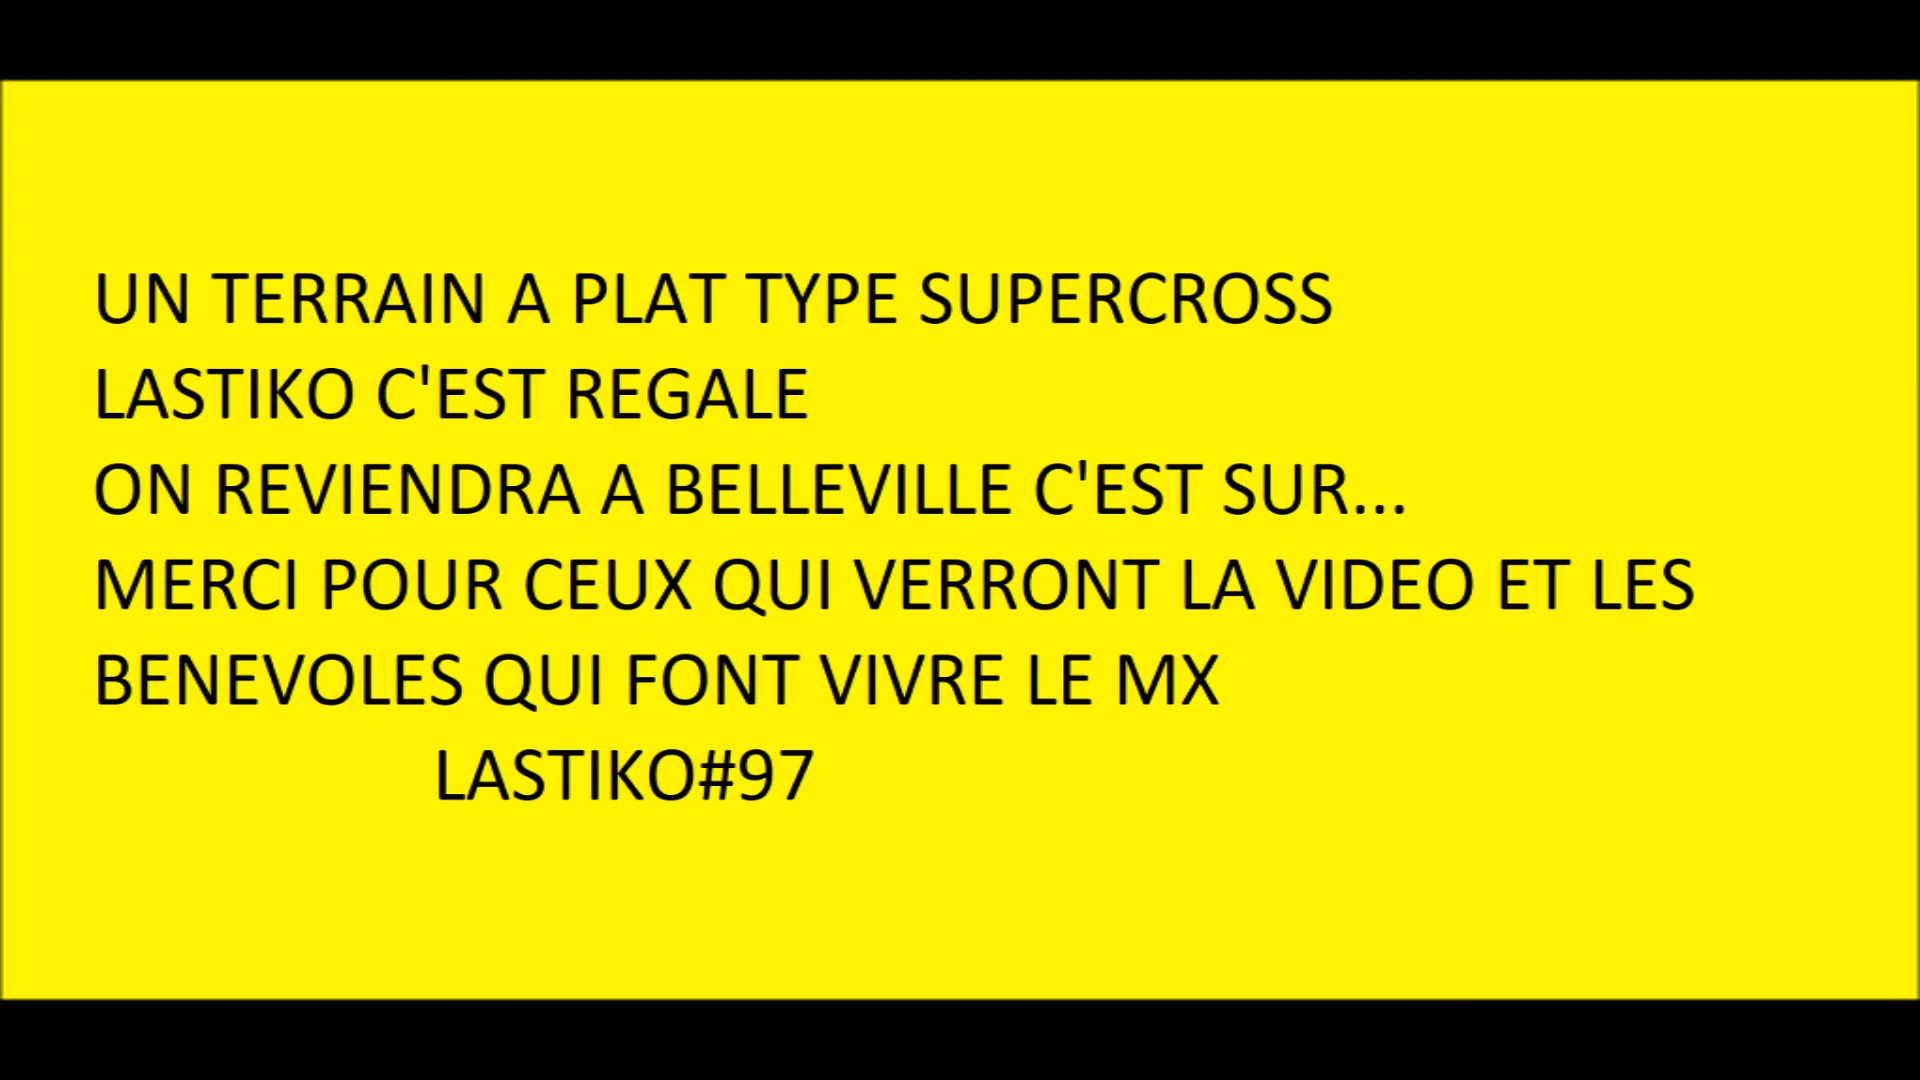 UN TERRAIN A PLAT TYPE SUPERCROSS
LASTIKO C'EST REGALE
ON REVIENDRA A BELLEVILLE C'EST SUR...
MERCI POUR CEUX QUI VERRONT LA VIDEO ET LES
BENEVOLES QUI FONT VIVRE LE MX
LASTIKO#97